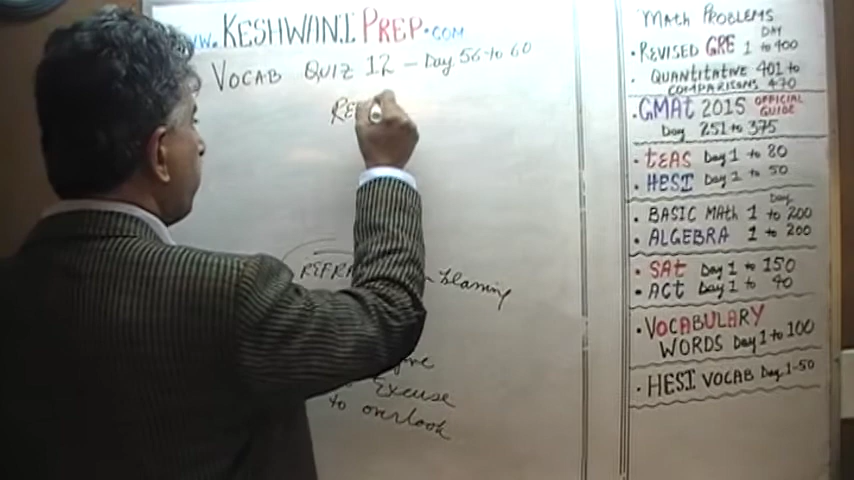 www.KESHWANI PREP.COM
VOCAB QUIZ 12 - Day 56 to 60
RE
REFRA - blaming
Excuse
to overlook
MATH PROBLEMS
DAY
• REVISED GRE 1 to 400
• QUANTITATIVE 401 to
COMPARISONS 470
• GMAT 2015 OFFICIAL GUIDE
Day 251 to 375
• TEAS Day 1 to 80
• HESI Day 1 to 50
Day
• BASIC MATH 1 to 200
• ALGEBRA 1 to 200
• SAT Day 1 to 150
• ACT Day 1 to 40
• VOCABULARY
WORDS Day 1 to 100
• HESI VOCAB Day 1-50